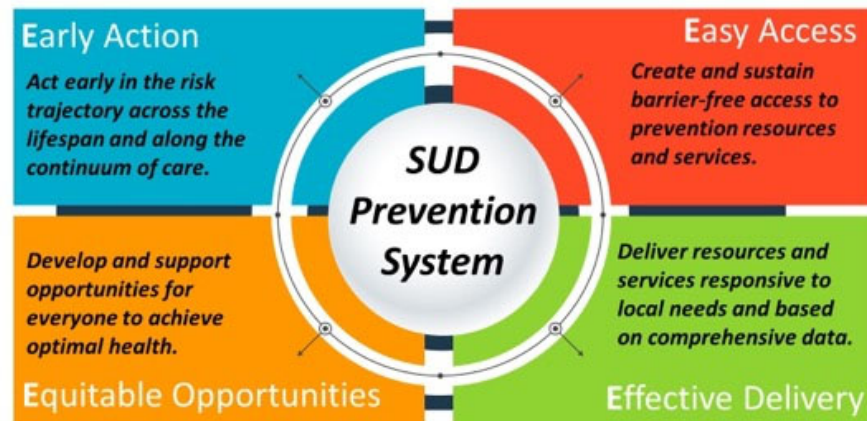 Early Action
Act early in the risk
trajectory across the
lifespan and along the
continuum of care.
Easy Access
Create and sustain
barrier-free access to
prevention resources
and services.
SUD
Prevention
System
Develop and support
opportunities for
everyone to achieve
optimal health.
Equitable Opportunities
Deliver resources and
services responsive to
local needs and based
on comprehensive data.
Effective Delivery